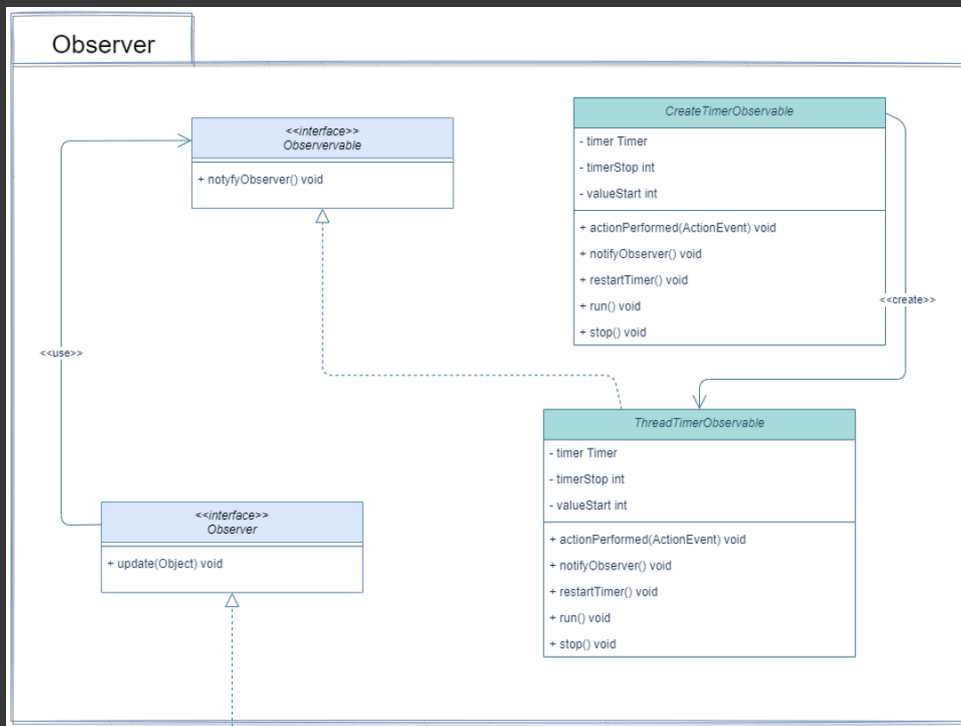 Observer
<<interface>>
Observervable
+ notyfyObserver() void
CreateTimerObservable
- timer Timer
- timerStop int
- valueStart int
+ actionPerformed(ActionEvent) void
+ notifyObserver() void
+ restartTimer() void
+ run() void
+ stop() void
<<create>>
<<use>>
ThreadTimerObservable
- timer Timer
- timerStop int
- valueStart int
+ actionPerformed(ActionEvent) void
+ notifyObserver() void
+ restartTimer() void
+ run() void
+ stop() void
<<interface>>
Observer
+ update(Object) void